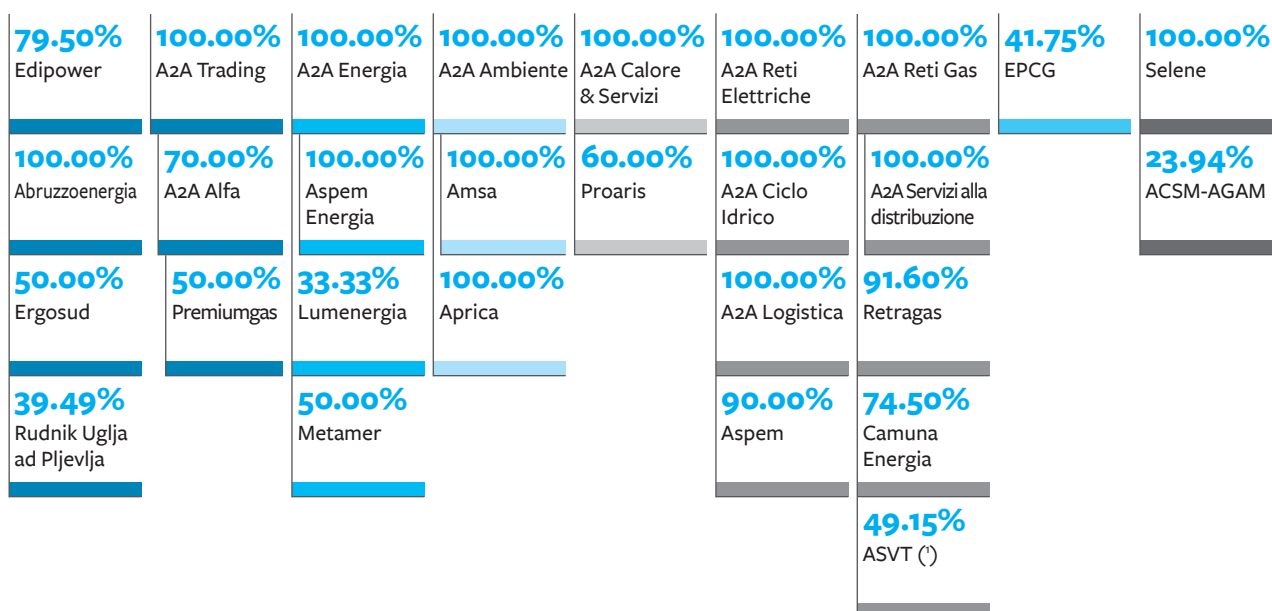 79.50%
Edipower
100.00%
A2A Trading
100.00%
A2A Energia
100.00%
A2A Ambiente
100.00%
A2A Calore
& Servizi
100.00%
A2A Reti
Elettriche
100.00%
A2A Reti Gas
41.75%
EPCG
100.00%
Selene
100.00%
Abruzzoenergia
70.00%
A2A Alfa
100.00%
Aspem
Energia
100.00%
Amsa
60.00%
Proaris
100.00%
A2A Ciclo
Idrico
100.00%
A2A Servizi alla
distribuzione
23.94%
ACSM-AGAM
50.00%
Ergosud
50.00%
Premiumgas
33.33%
Lumenergia
100.00%
Aprica
100.00%
A2A Logistica
91.60%
Retragas
39.49%
Rudnik Uglja
ad Pljevlja
50.00%
Metamer
90.00%
Aspem
74.50%
Camuna
Energia
49.15%
ASVT (¹)